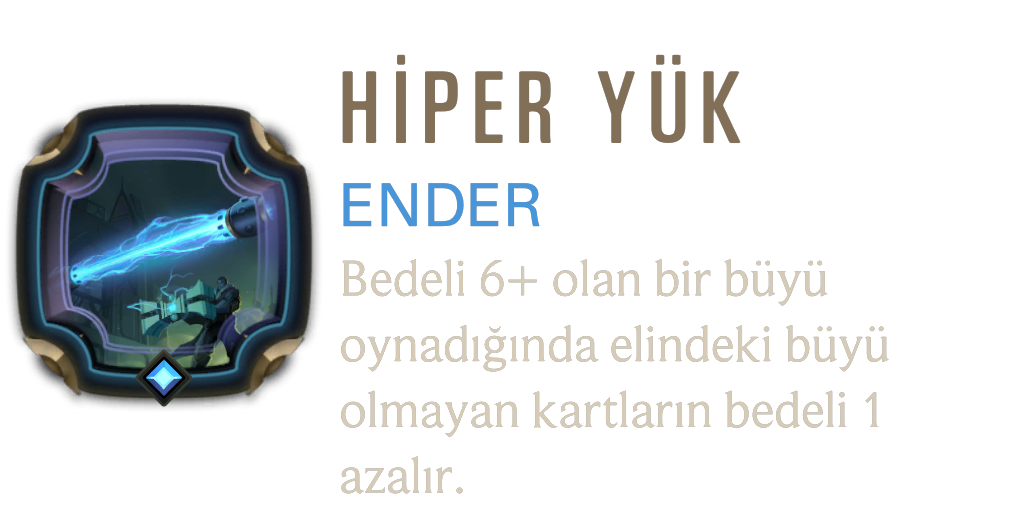 HİPER YÜK
ENDER
Bedeli 6+ olan bir büyü
oynadığında elindeki büyü
olmayan kartların bedeli 1
azalır.